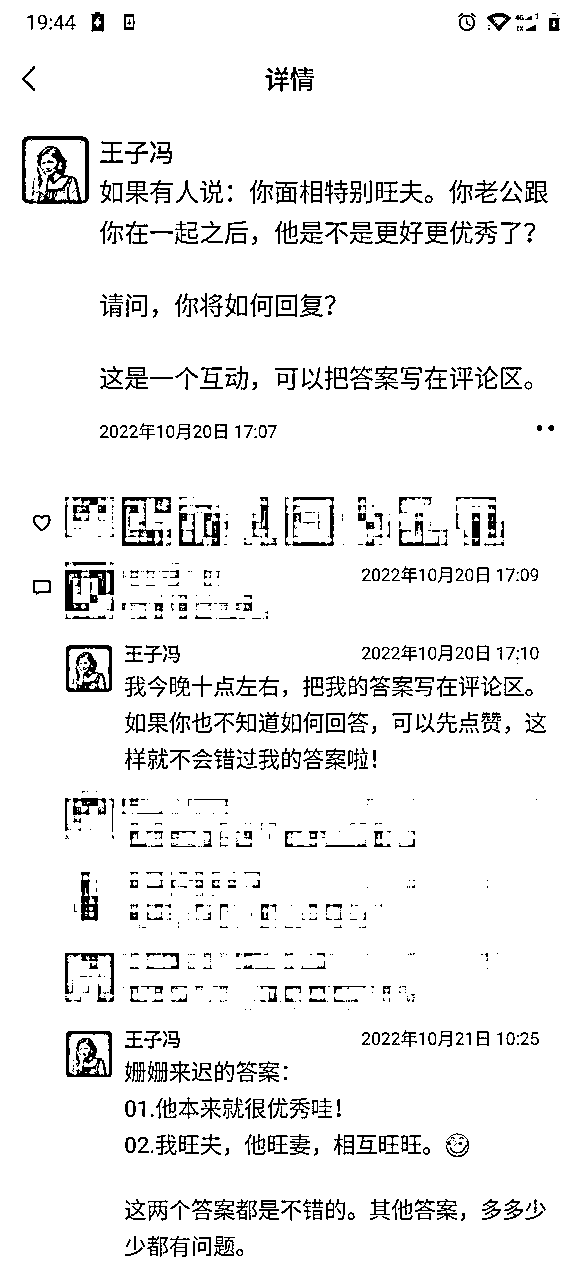 19:44
详情
王子冯
如果有人说：你面相特别旺夫。你老公跟
你在一起之后，他是不是更好更优秀了？
请问，你将如何回复？
这是一个互动，可以把答案写在评论区。
2022年10月20日 17:07
2022年10月20日 17:09
王子冯
2022年10月20日 17:10
我今晚十点左右，把我的答案写在评论区。
如果你也不知道如何回答，可以先点赞，这
样就不会错过我的答案啦！
王子冯
2022年10月21日 10:25
姗姗来迟的答案：
01.他本来就很优秀哇！
02.我旺夫，他旺妻，相互旺旺。
这两个答案都是不错的。其他答案，多多少
少都有问题。